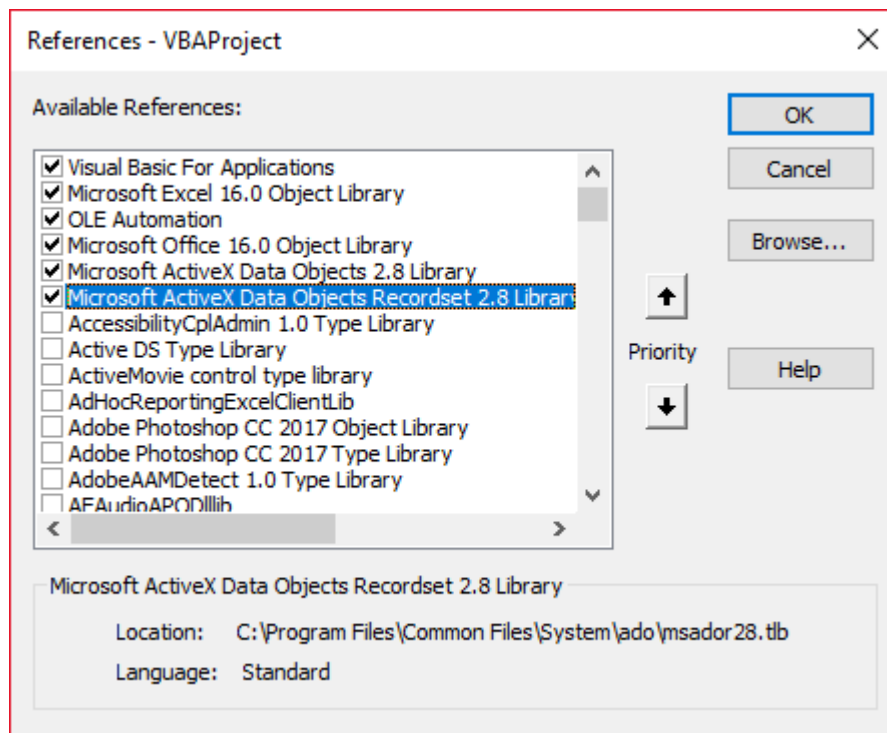 References - VBAProject
Available References:
OK
Cancel
Browse...
Visual Basic For Applications
Microsoft Excel 16.0 Object Library
OLE Automation
Microsoft Office 16.0 Object Library
Microsoft ActiveX Data Objects 2.8 Library
Microsoft ActiveX Data Objects Recordset 2.8 Library
AccessibilityCplAdmin 1.0 Type Library
Active DS Type Library
ActiveMovie control type library
AdHocReportingExcelClientLib
Adobe Photoshop CC 2017 Object Library
Adobe Photoshop CC 2017 Type Library
AdobeAAMDetect 1.0 Type Library
AEAudioAPODlllib
Priority
Help
Microsoft ActiveX Data Objects Recordset 2.8 Library
Location: C:\Program Files\Common Files\System\ado\msador28.tlb
Language: Standard